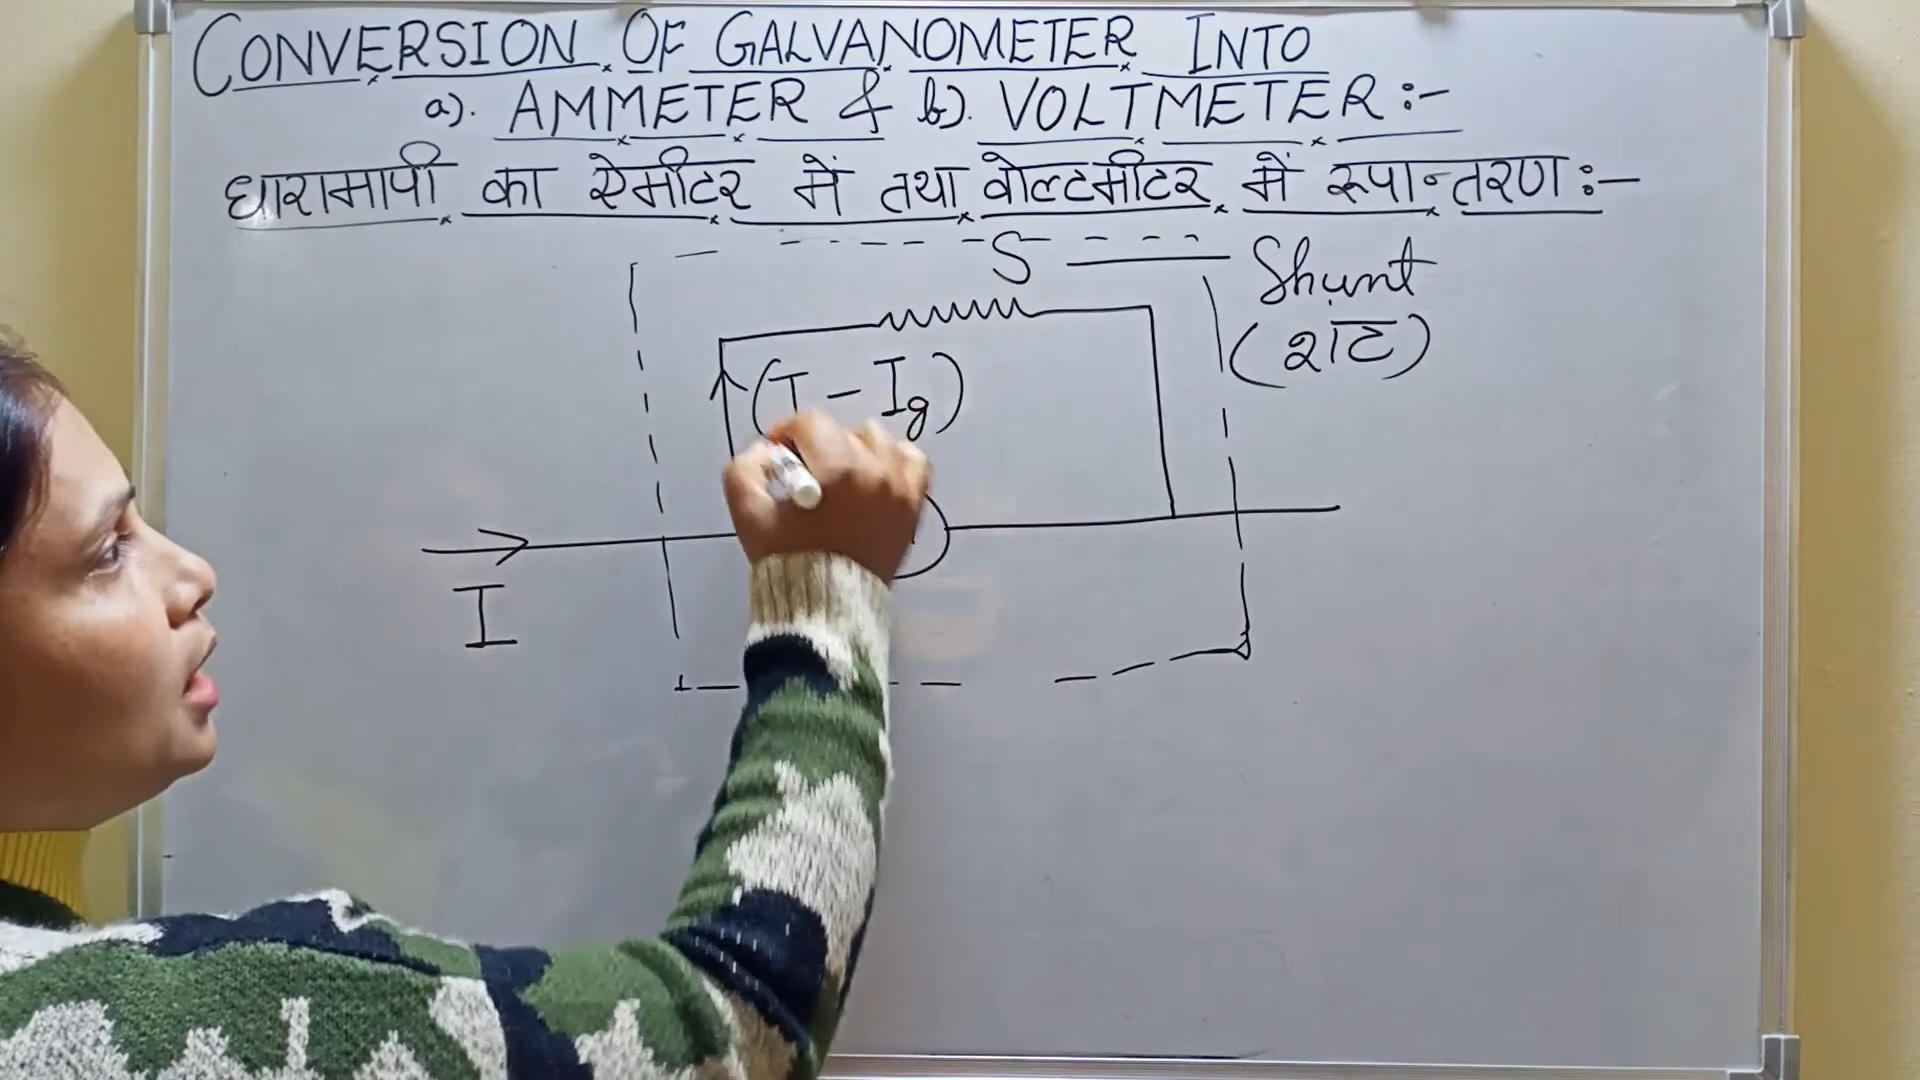 CONVERSION OF GALVANOMETER INTO
a). AMMETER & b). VOLTMETER :-
धारामापी का ऐमीटर में तथा वोल्टमीटर में रूपान्तरण :-
S
Shunt
(शंट)
(I - Ig)
I